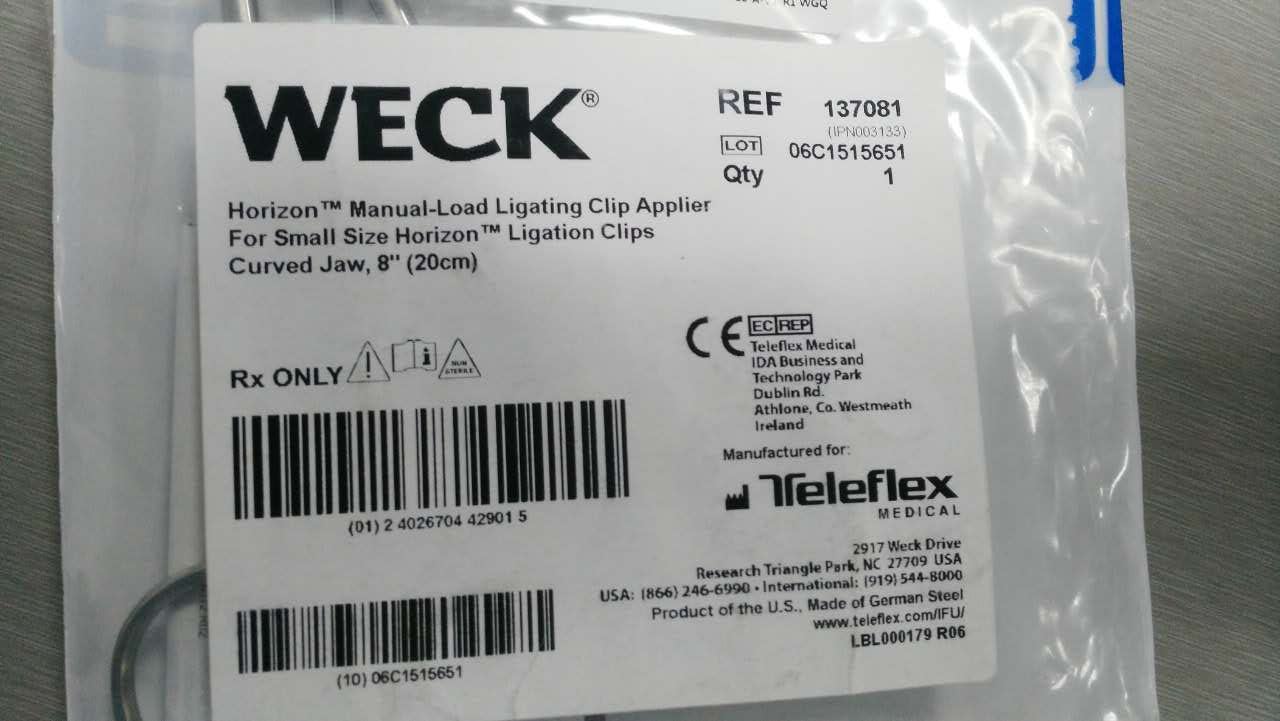 R1 WGQ
WECK®
REF 137081
(IPN003133)
LOT 06C1515651
Qty 1
Horizon™ Manual-Load Ligating Clip Applier
For Small Size Horizon™ Ligation Clips
Curved Jaw, 8" (20cm)
Rx ONLY
NON
STERILE
CE EC REP
Teleflex Medical
IDA Business and
Technology Park
Dublin Rd.
Athlone, Co. Westmeath
Ireland
Manufactured for:
Teleflex
MEDICAL
(01) 2 4026704 42901 5
2917 Weck Drive
Research Triangle Park, NC 27709 USA
USA: (866) 246-6990 • International: (919) 544-8000
Product of the U.S., Made of German Steel
www.teleflex.com/IFU/
LBL000179 R06
(10) 06C1515651